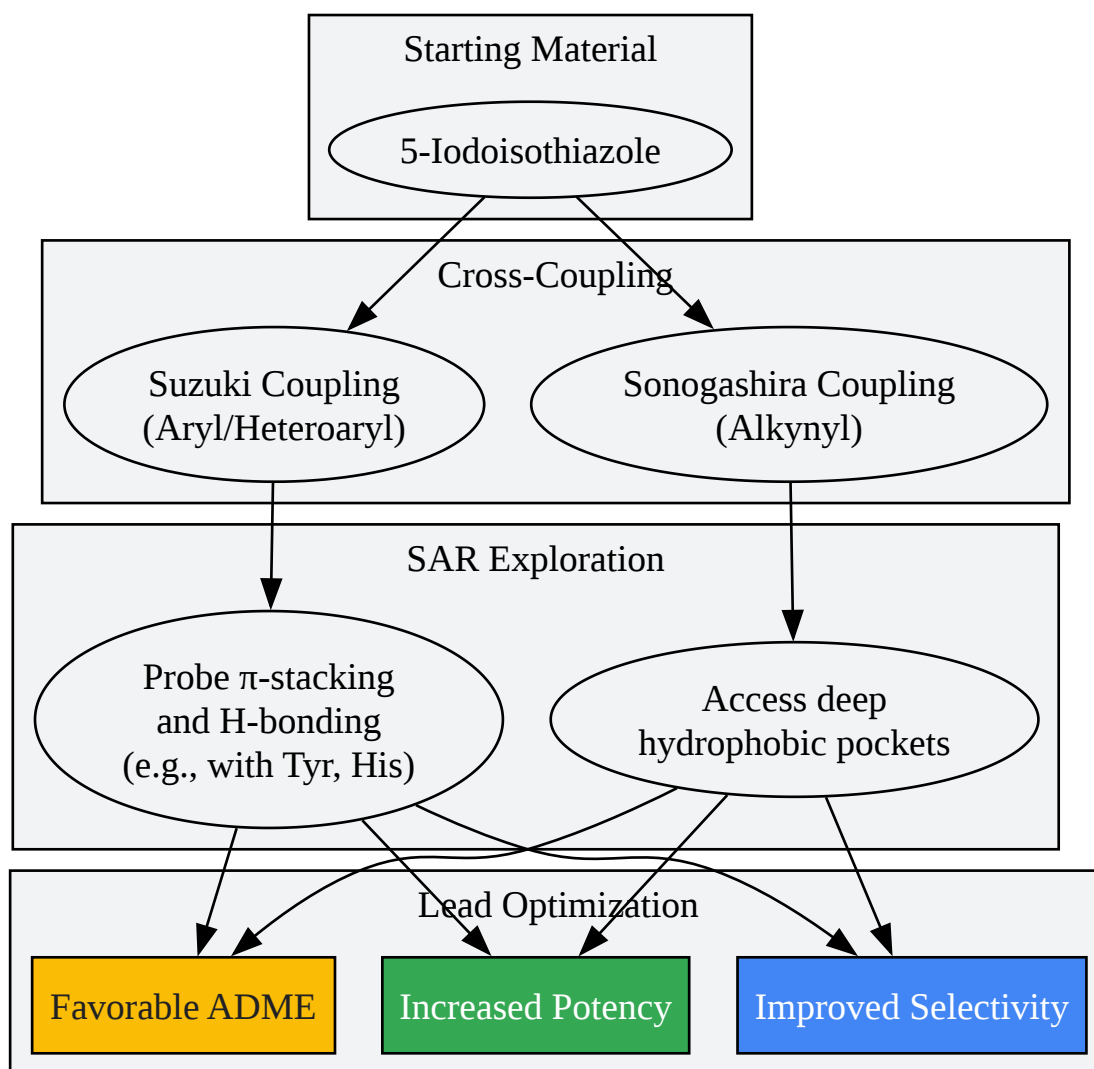 Starting Material
5-Iodoisothiazole
Cross-Coupling
Suzuki Coupling
(Aryl/Heteroaryl)
Sonogashira Coupling
(Alkynyl)
SAR Exploration
Probe π-stacking
and H-bonding
(e.g., with Tyr, His)
Access deep
hydrophobic pockets
Lead Optimization
Favorable ADME
Increased Potency
Improved Selectivity